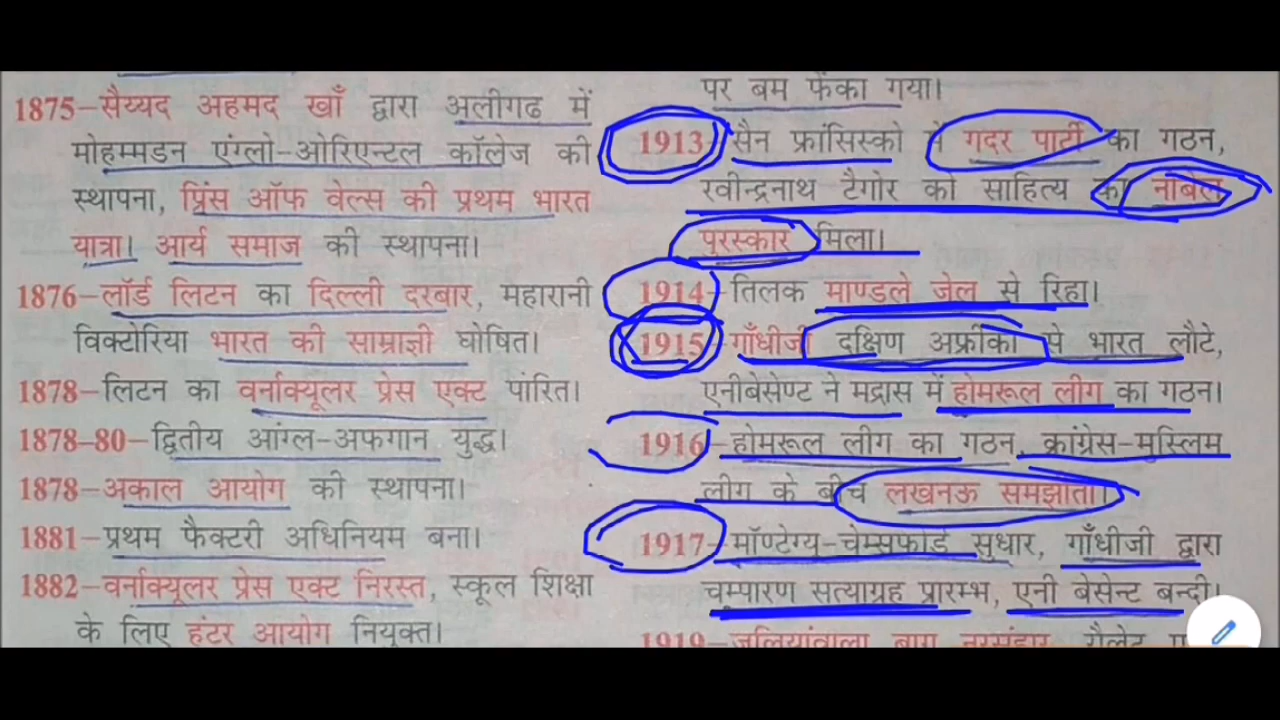 1875–सैय्यद अहमद खाँ द्वारा अलीगढ में
मोहम्मडन एंग्लो-ओरिएन्टल कॉलेज की
स्थापना, प्रिंस ऑफ वेल्स की प्रथम भारत
यात्रा। आर्य समाज की स्थापना।
1876–लॉर्ड लिटन का दिल्ली दरबार, महारानी
विक्टोरिया भारत की साम्राज्ञी घोषित।
1878–लिटन का वर्नाक्यूलर प्रेस एक्ट पारित।
1878-80–द्वितीय आंग्ल-अफगान युद्ध।
1878–अकाल आयोग की स्थापना।
1881–प्रथम फैक्टरी अधिनियम बना।
1882–वर्नाक्यूलर प्रेस एक्ट निरस्त, स्कूल शिक्षा
के लिए हंटर आयोग नियुक्त।
पर बम फेंका गया।
1913–सैन फ्रांसिस्को में गदर पार्टी का गठन,
रवीन्द्रनाथ टैगोर को साहित्य का नोबेल
पुरस्कार मिला।
1914–तिलक माण्डले जेल से रिहा।
1915–गाँधीजी दक्षिण अफ्रीका से भारत लौटे,
एनीबेसेण्ट ने मद्रास में होमरूल लीग का गठन।
1916–होमरूल लीग का गठन, कांग्रेस-मुस्लिम
लीग के बीच लखनऊ समझौता।
1917–मॉण्टेग्यू-चेम्सफोर्ड सुधार, गाँधीजी द्वारा
चम्पारण सत्याग्रह प्रारम्भ, एनी बेसेन्ट बन्दी।
1919–जलियांवाला बाग नरसंहार, रौलेट